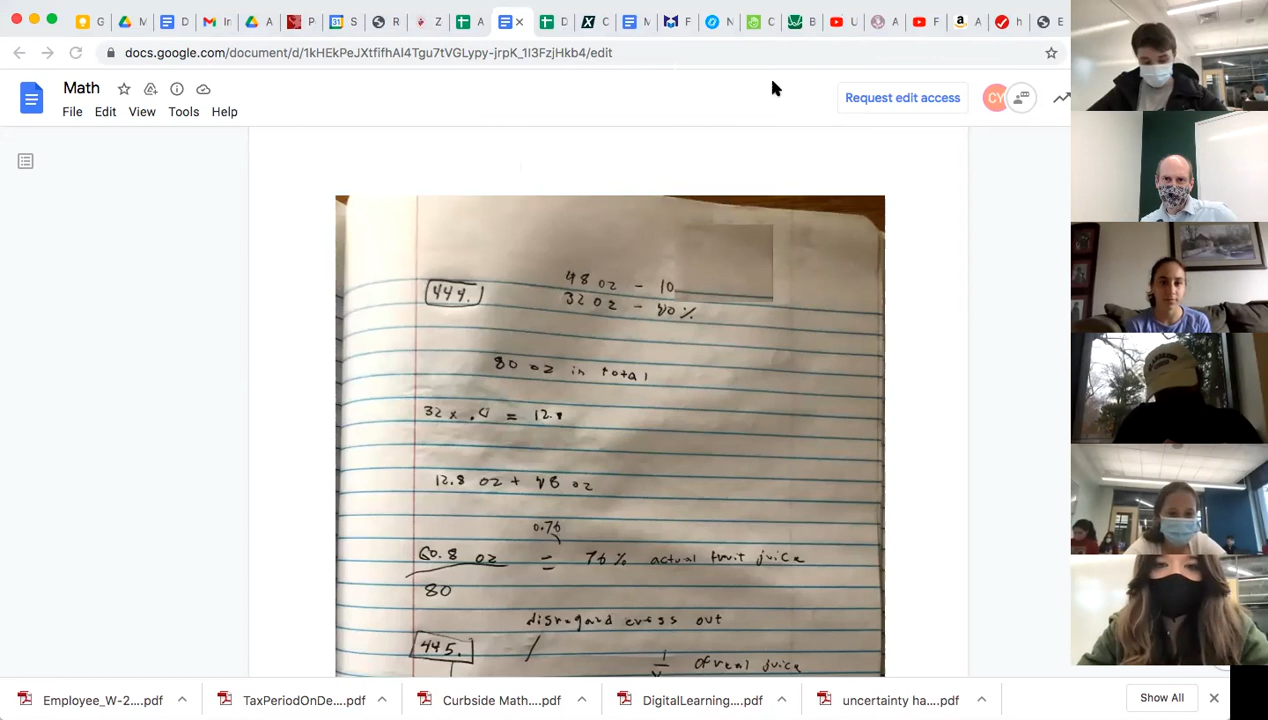 G
M
D
In
M
A
P
S
R
Z
A
D
C
M
F
N
C
B
U
A
F
A
h
E
docs.google.com/document/d/1kHEkPeJXtfifhAI4Tgu7tVGLypy-jrpK_1I3FzjHkb4/edit
Math
Request edit access
CY
File Edit View Tools Help
48 oz - 10
444.
32 oz - 40%
80 oz in total
32 x .4 = 12.8
12.8 oz + 48 oz
0.76
60.8 oz = 76% actual fruit juice
80
disregard cross out
445.
of real juice
Employee_W-2....pdf
TaxPeriodOnDe....pdf
Curbside Math....pdf
DigitalLearning....pdf
uncertainty ha....pdf
Show All